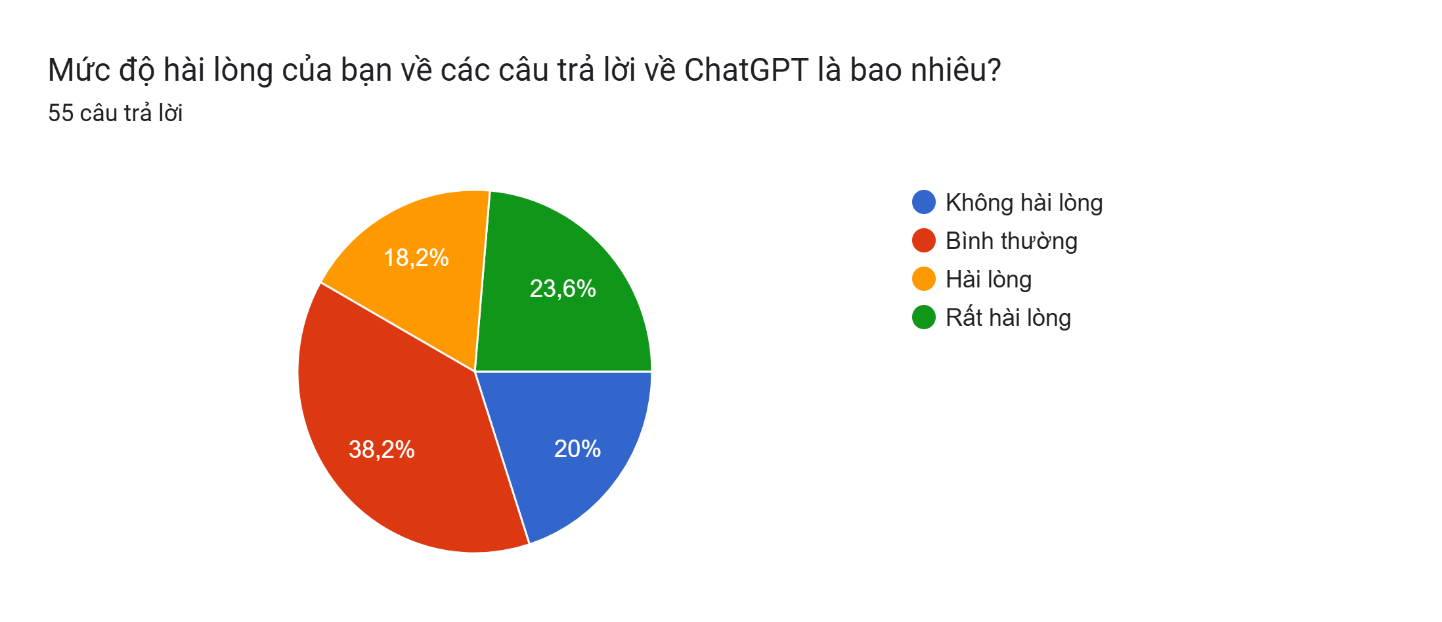 Mức độ hài lòng của bạn về các câu trả lời về ChatGPT là bao nhiêu?
55 câu trả lời
18,2%
23,6%
38,2%
20%
Không hài lòng
Bình thường
Hài lòng
Rất hài lòng